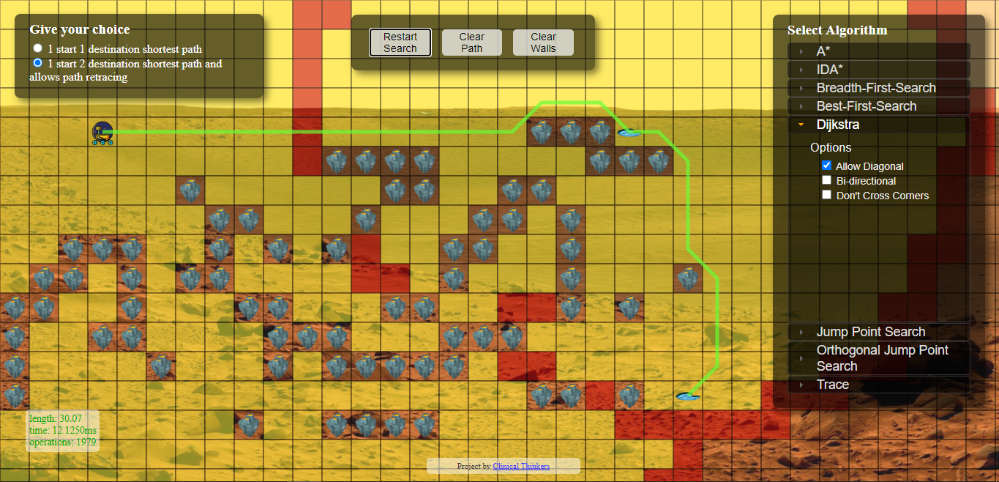 Give your choice
1 start 1 destination shortest path
1 start 2 destination shortest path and
allows path retracing
Restart
Search
Clear
Path
Clear
Walls
Select Algorithm
A*
IDA*
Breadth-First-Search
Best-First-Search
Dijkstra
Options
Allow Diagonal
Bi-directional
Don't Cross Corners
Jump Point Search
Orthogonal Jump Point
Search
Trace
length: 30.07
time: 12.1250ms
operations: 1979
Project by Clinical Thinkers